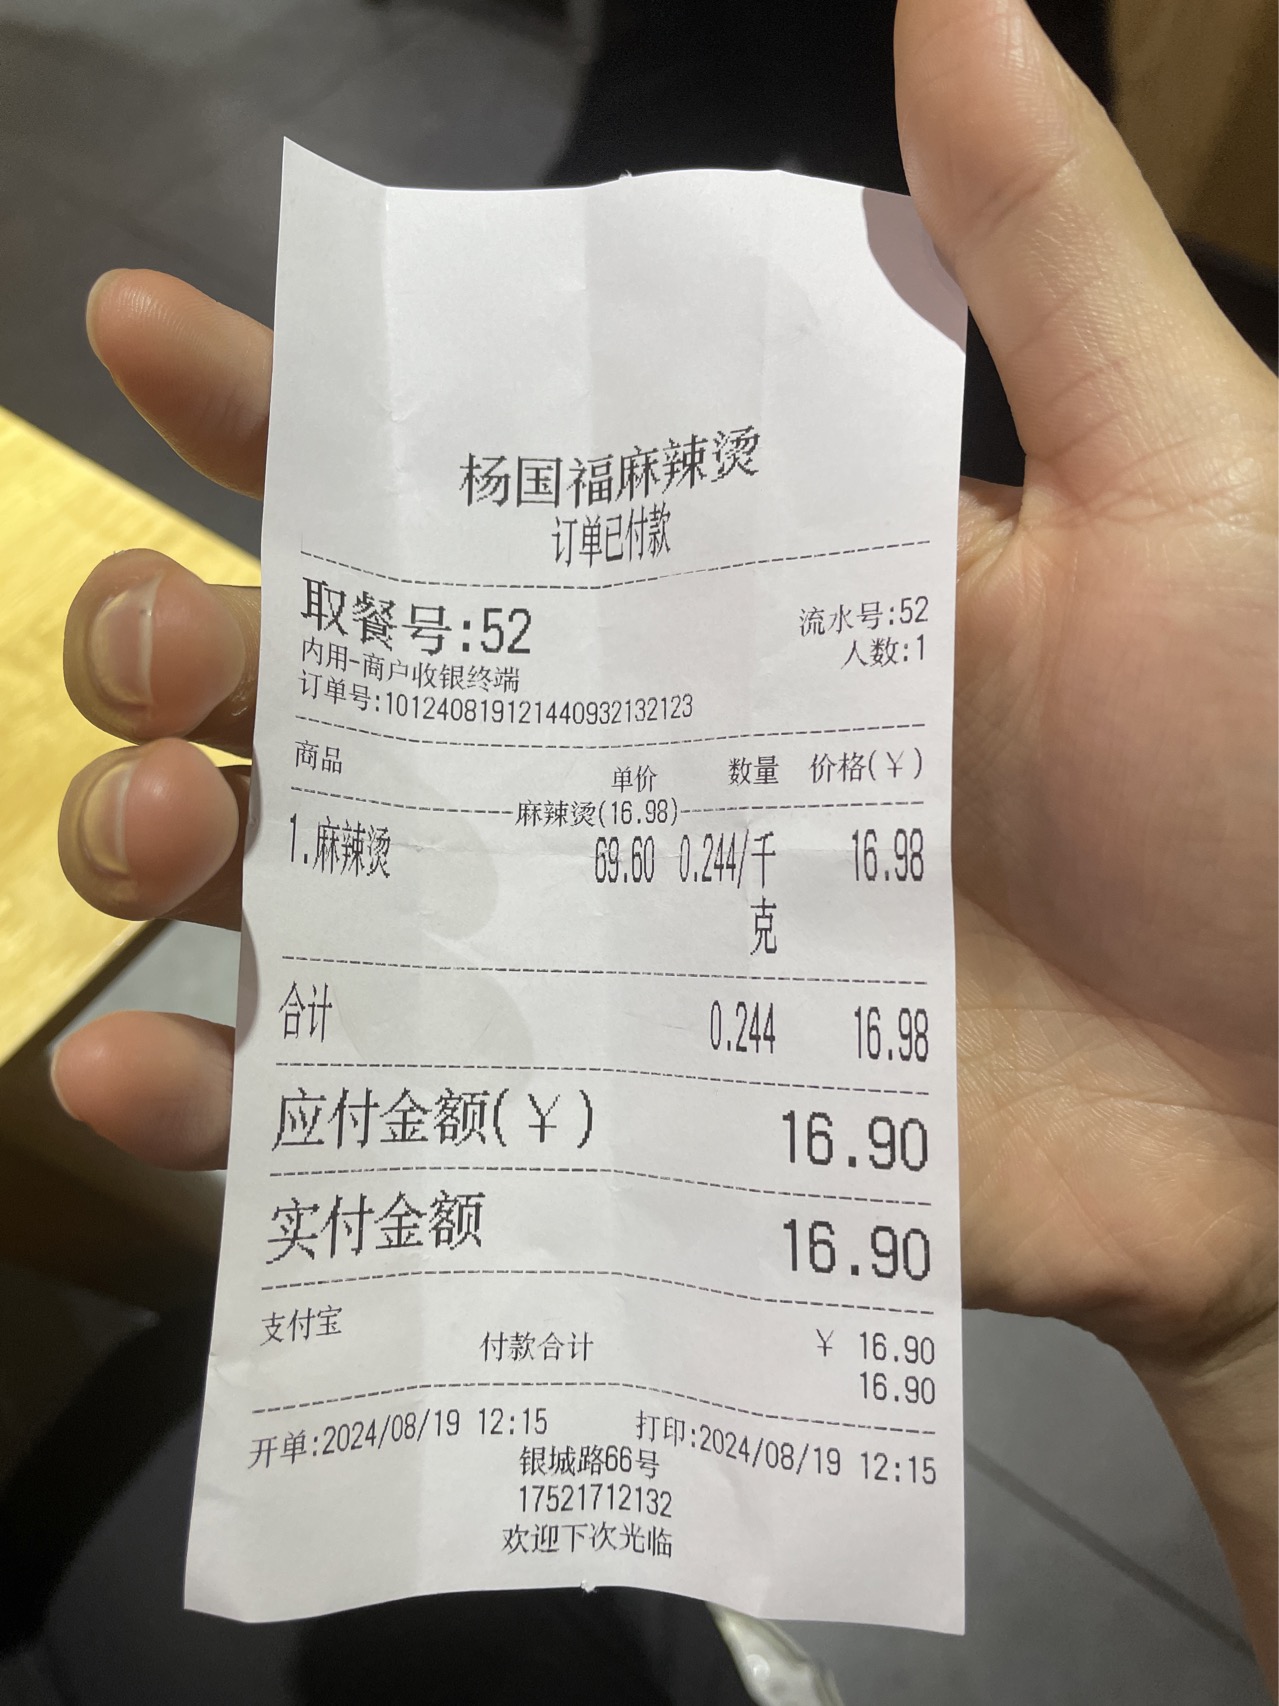 杨国福麻辣烫
订单已付款
取餐号:52 流水号:52
内用-商户收银终端 人数:1
订单号:101240819121440932132123
商品 单价 数量 价格(￥)
麻辣烫(16.98)
1.麻辣烫 69.60 0.244/千 16.98
克
合计 0.244 16.98
应付金额(￥) 16.90
实付金额 16.90
支付宝 ￥ 16.90
付款合计 16.90
开单:2024/08/19 12:15 打印:2024/08/19 12:15
银城路66号
17521712132
欢迎下次光临